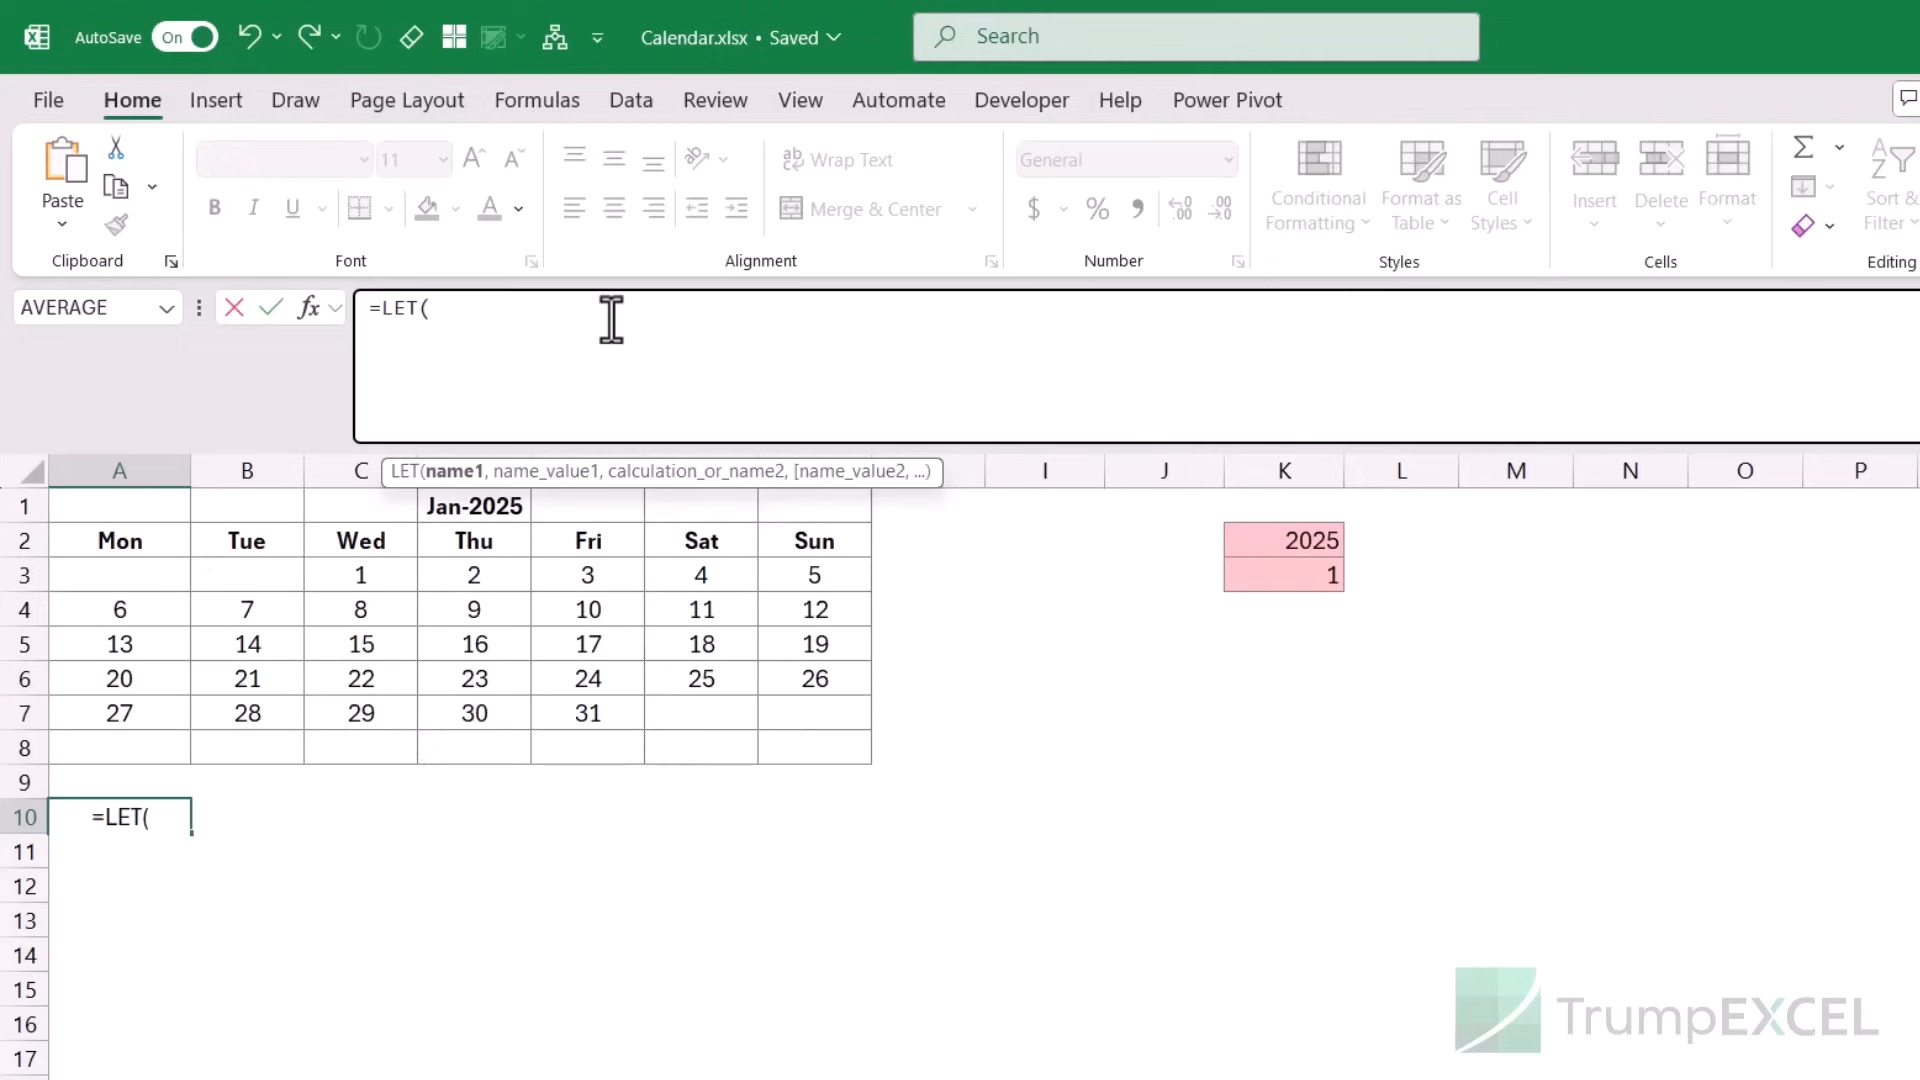 AutoSave On Calendar.xlsx • Saved Search
File Home Insert Draw Page Layout Formulas Data Review View Automate Developer Help Power Pivot
Paste 11 A A Wrap Text General Conditional Formatting Format as Table Cell Styles Insert Delete Format Sort & Filter
B I U A Merge & Center $ % 9 .00
Clipboard Font Alignment Number Styles Cells Editing
AVERAGE fx =LET(
A B C LET(name1, name_value1, calculation_or_name2, [name_value2, ...) I J K L M N O P
1 Jan-2025
2 Mon Tue Wed Thu Fri Sat Sun 2025
3 1 2 3 4 5 1
4 6 7 8 9 10 11 12
5 13 14 15 16 17 18 19
6 20 21 22 23 24 25 26
7 27 28 29 30 31
8
9
10 =LET(
11
12
13
14
15
16
17
TrumpEXCEL